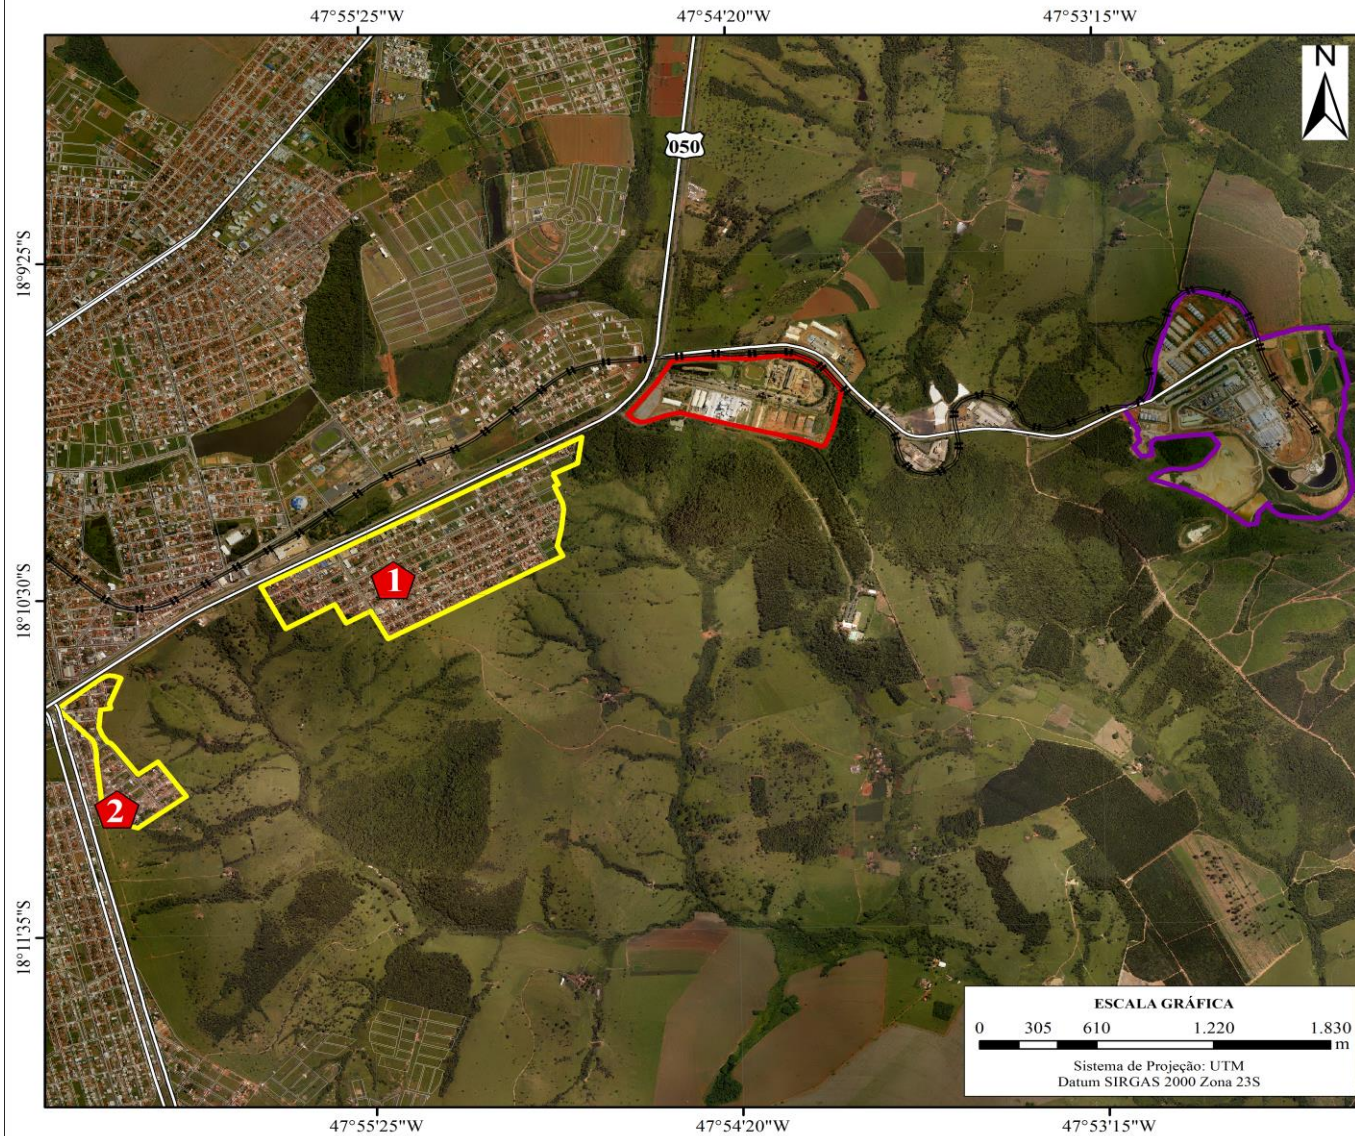 47°55'25"W
47°54'20"W
47°53'15"W
N
050
18°9'25"S
1
18°10'30"S
2
18°11'35"S
ESCALA GRÁFICA
0 305 610 1.220 1.830
m
Sistema de Projeção: UTM
Datum SIRGAS 2000 Zona 23S
47°55'25"W
47°54'20"W
47°53'15"W